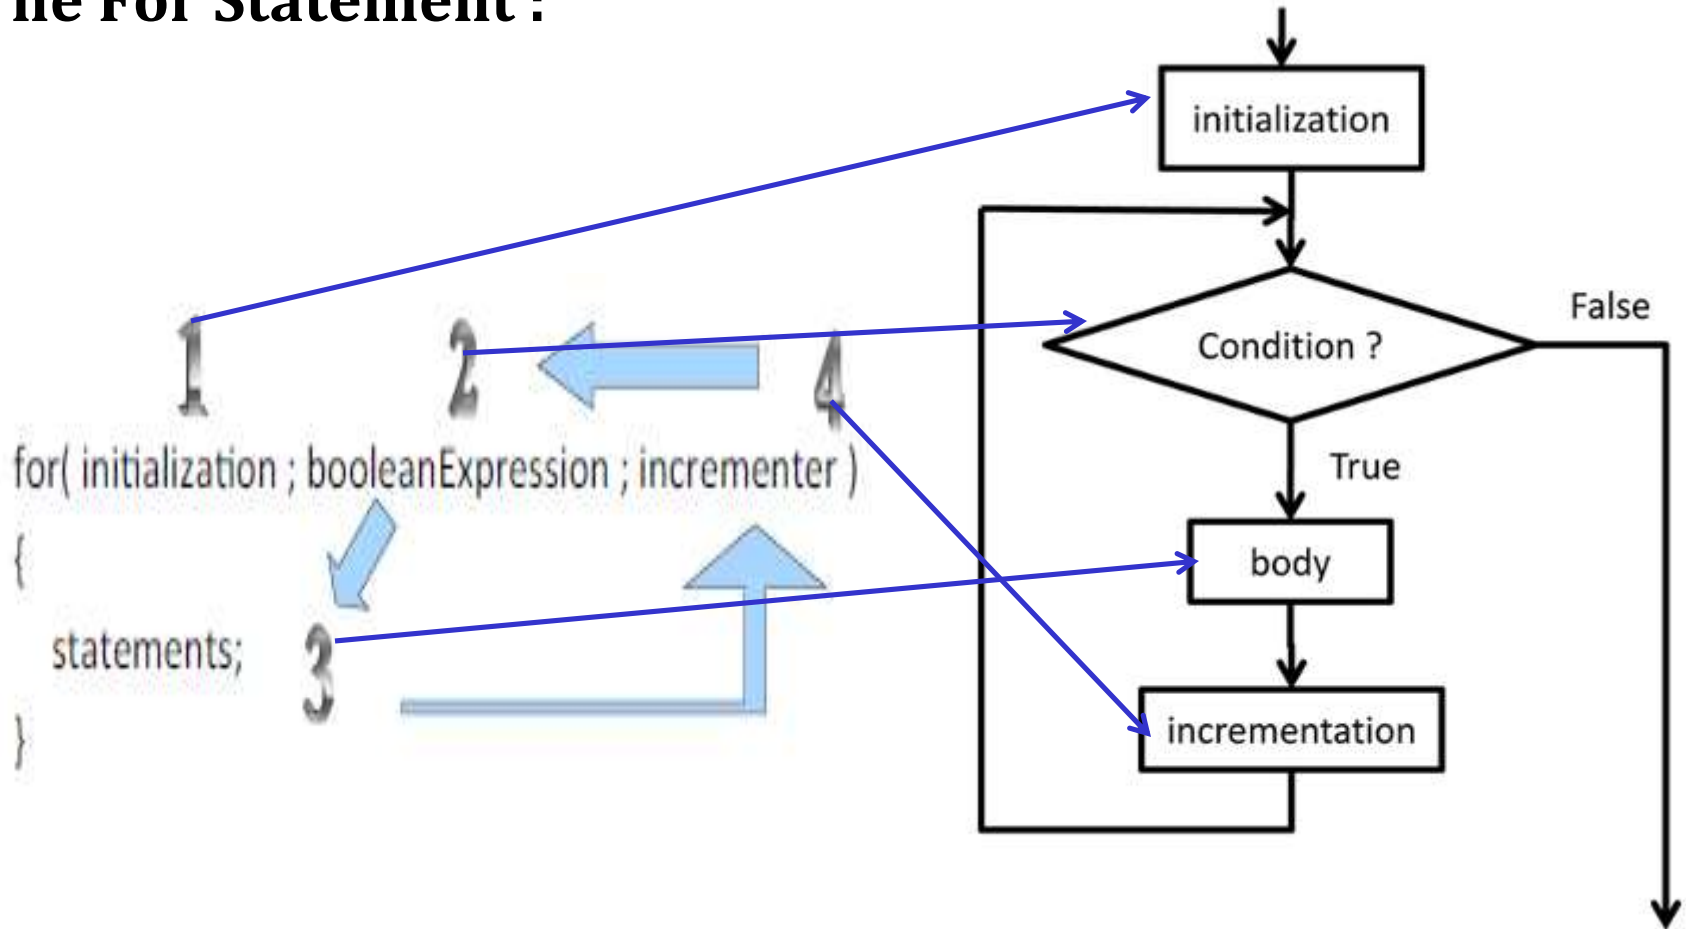 he For Statement :
initialization
False
Condition ?
True
body
incrementation
1 2 4
for( initialization ; booleanExpression ; incrementer )
{
statements; 3
}